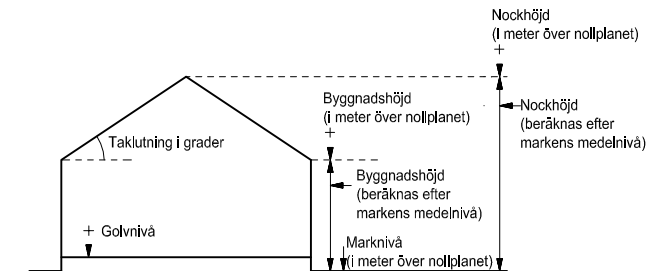 Nockhöjd
(i meter över nollplanet)
+
Byggnadshöjd
(i meter över nollplanet)
+
Nockhöjd
(beräknas efter
markens medelnivå)
Taklutning i grader
Byggnadshöjd
(beräknas efter
markens medelnivå)
+ Golvnivå
Marknivå
(i meter över nollplanet)